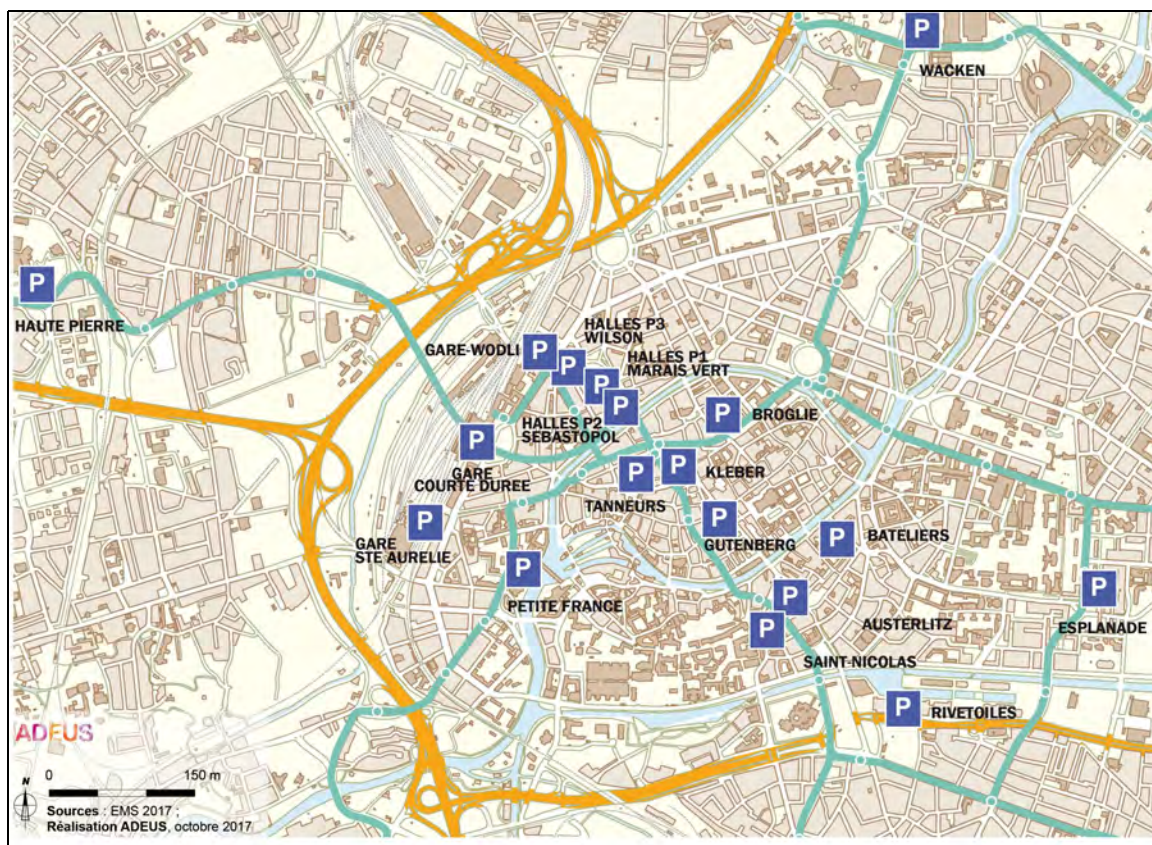 P
WACKEN
P
HAUTE PIERRE
HALLES P3
WILSON
GARE-WODLI
P
P
HALLES P1
MARAIS VERT
P
P
P
BROGLIE
HALLES P2
SEBASTOPOL
P
GARE
COURTE DUREE
P
KLEBER
P
TANNEURS
P
GARE
STE AURELIE
P
GUTENBERG
P
BATELIERS
P
PETITE FRANCE
P
ESPLANADE
P
AUSTERLITZ
P
SAINT-NICOLAS
P
RIVETOILES
ADEUS
N
0 150 m
Sources : EMS 2017 ;
Réalisation ADEUS, octobre 2017